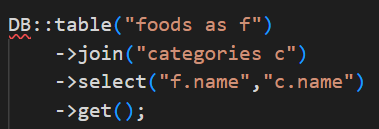 DB::table("foods as f")
->join("categories c")
->select("f.name","c.name")
->get();